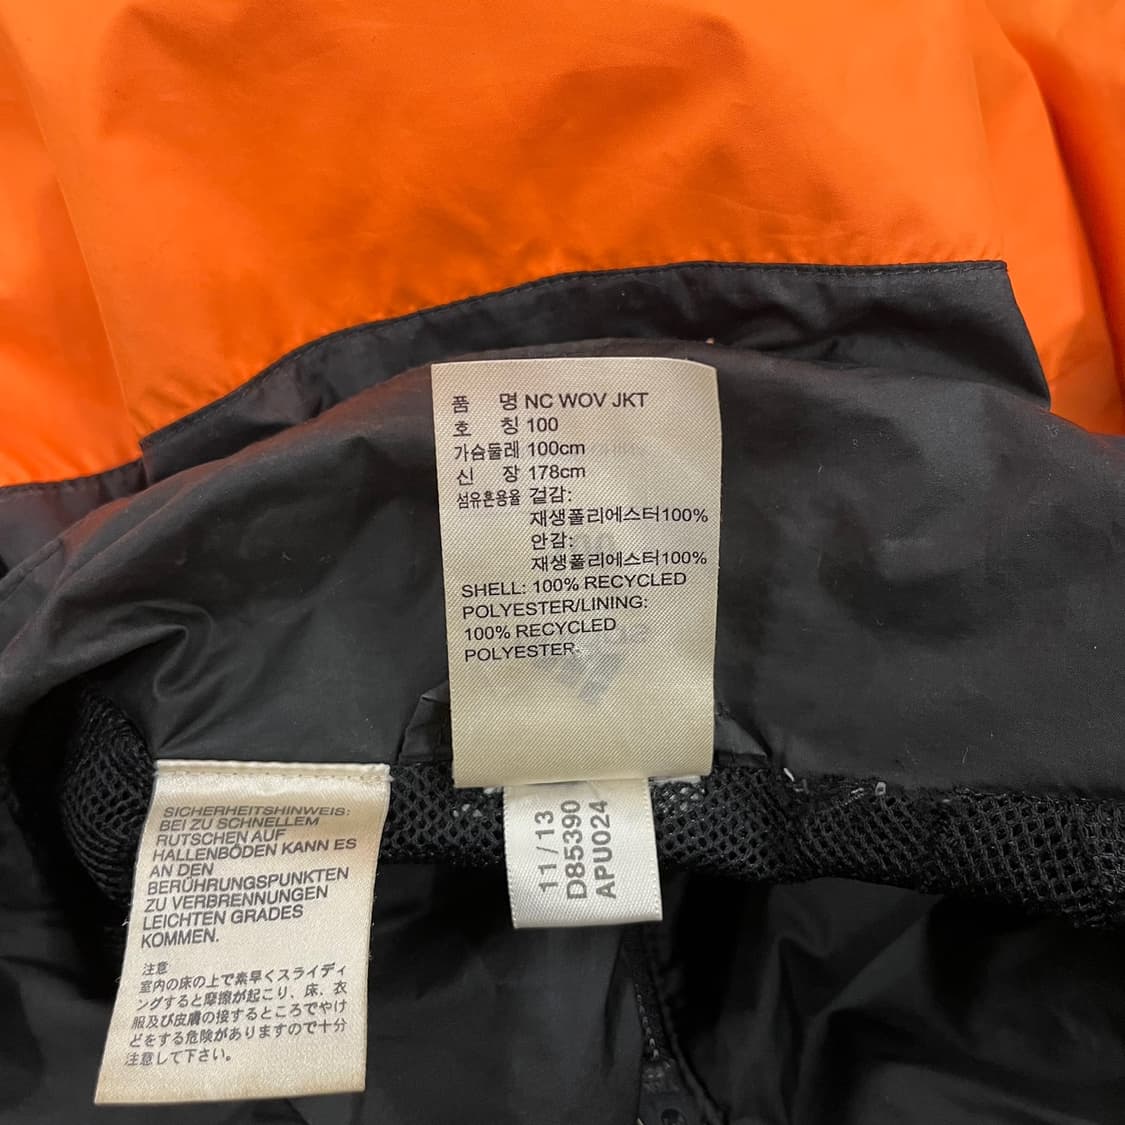 품 명 NC WOV JKT
호 칭 100
가슴둘레 100cm
신 장 178cm
섬유혼용율 겉감:
재생폴리에스터100%
안감:
재생폴리에스터100%
SHELL: 100% RECYCLED
POLYESTER/LINING:
100% RECYCLED
POLYESTER-
11/13
D85390
APU024
SICHERHEITSHINWEIS:
BEI ZU SCHNELLEM
RUTSCHEN AUF
HALLENBÖDEN KANN ES
AN DEN
BERÜHRUNGSPUNKTEN
ZU VERBRENNUNGEN
LEICHTEN GRADES
KOMMEN.
注意
室内の床の上で素早くスライディ
ングすると摩擦が起こり、床、衣
服及び皮膚の接するところでやけ
どをする危険がありますので十分
注意して下さい。